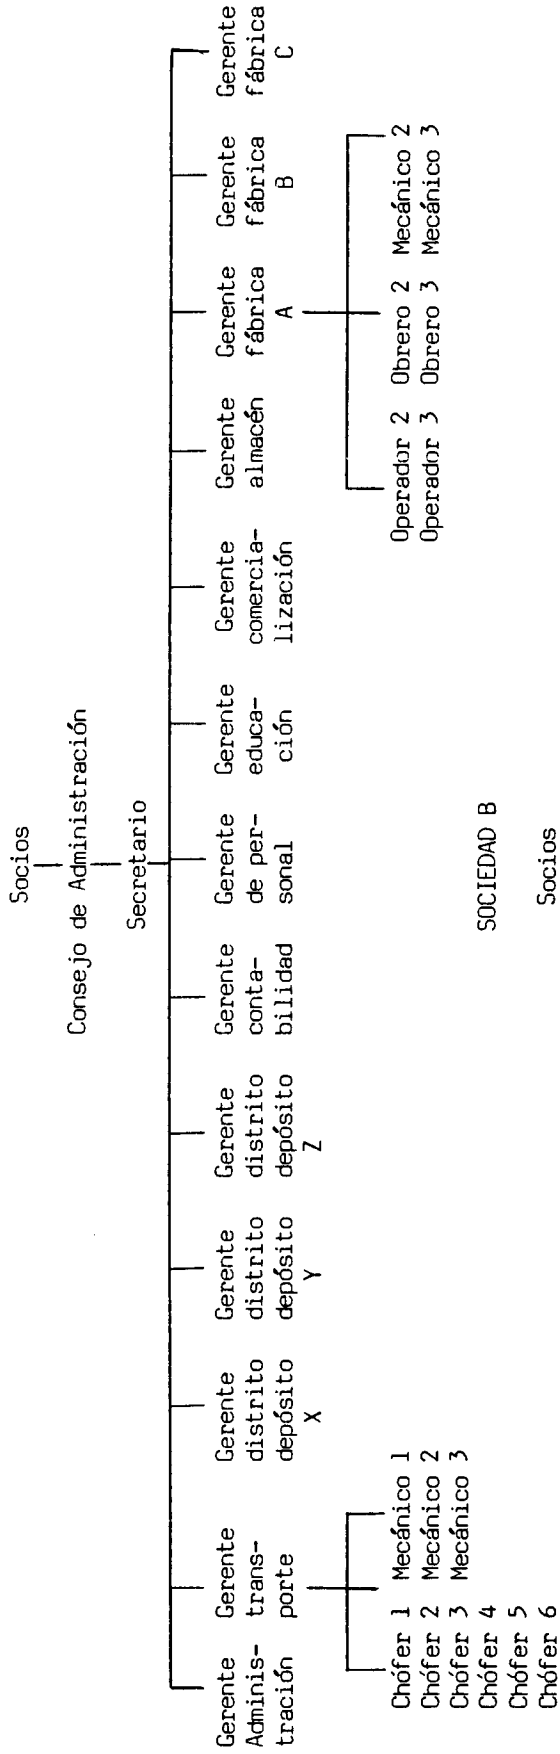 Socios
Consejo de Administración
Secretario
Gerente
Adminis-
tración
Gerente
trans-
porte
Gerente
distrito
depósito
X
Gerente
distrito
depósito
Y
Gerente
distrito
depósito
Z
Gerente
conta-
bilidad
Gerente
de per-
sonal
Gerente
educa-
ción
Gerente
comercia-
lización
Gerente
almacén
Gerente
fábrica
A
Gerente
fábrica
B
Gerente
fábrica
C
Chófer 1
Chófer 2
Chófer 3
Chófer 4
Chófer 5
Chófer 6
Mecánico 1
Mecánico 2
Mecánico 3
Operador 2
Operador 3
Obrero 2
Obrero 3
Mecánico 2
Mecánico 3
SOCIEDAD B
Socios